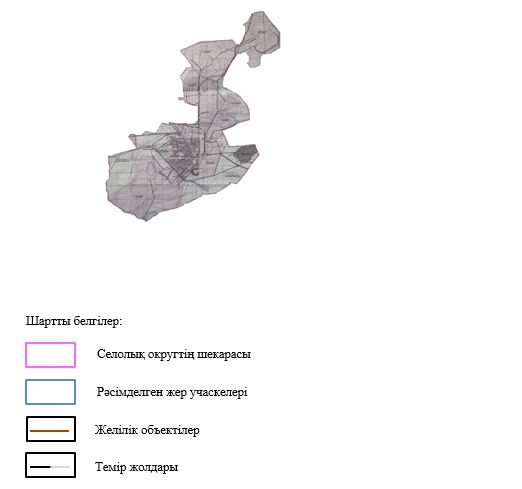 Шартты белгілер:
Селолық округтің шекарасы
Рәсімделген жер учаскелері
Желілік объектілер
Темір жолдары